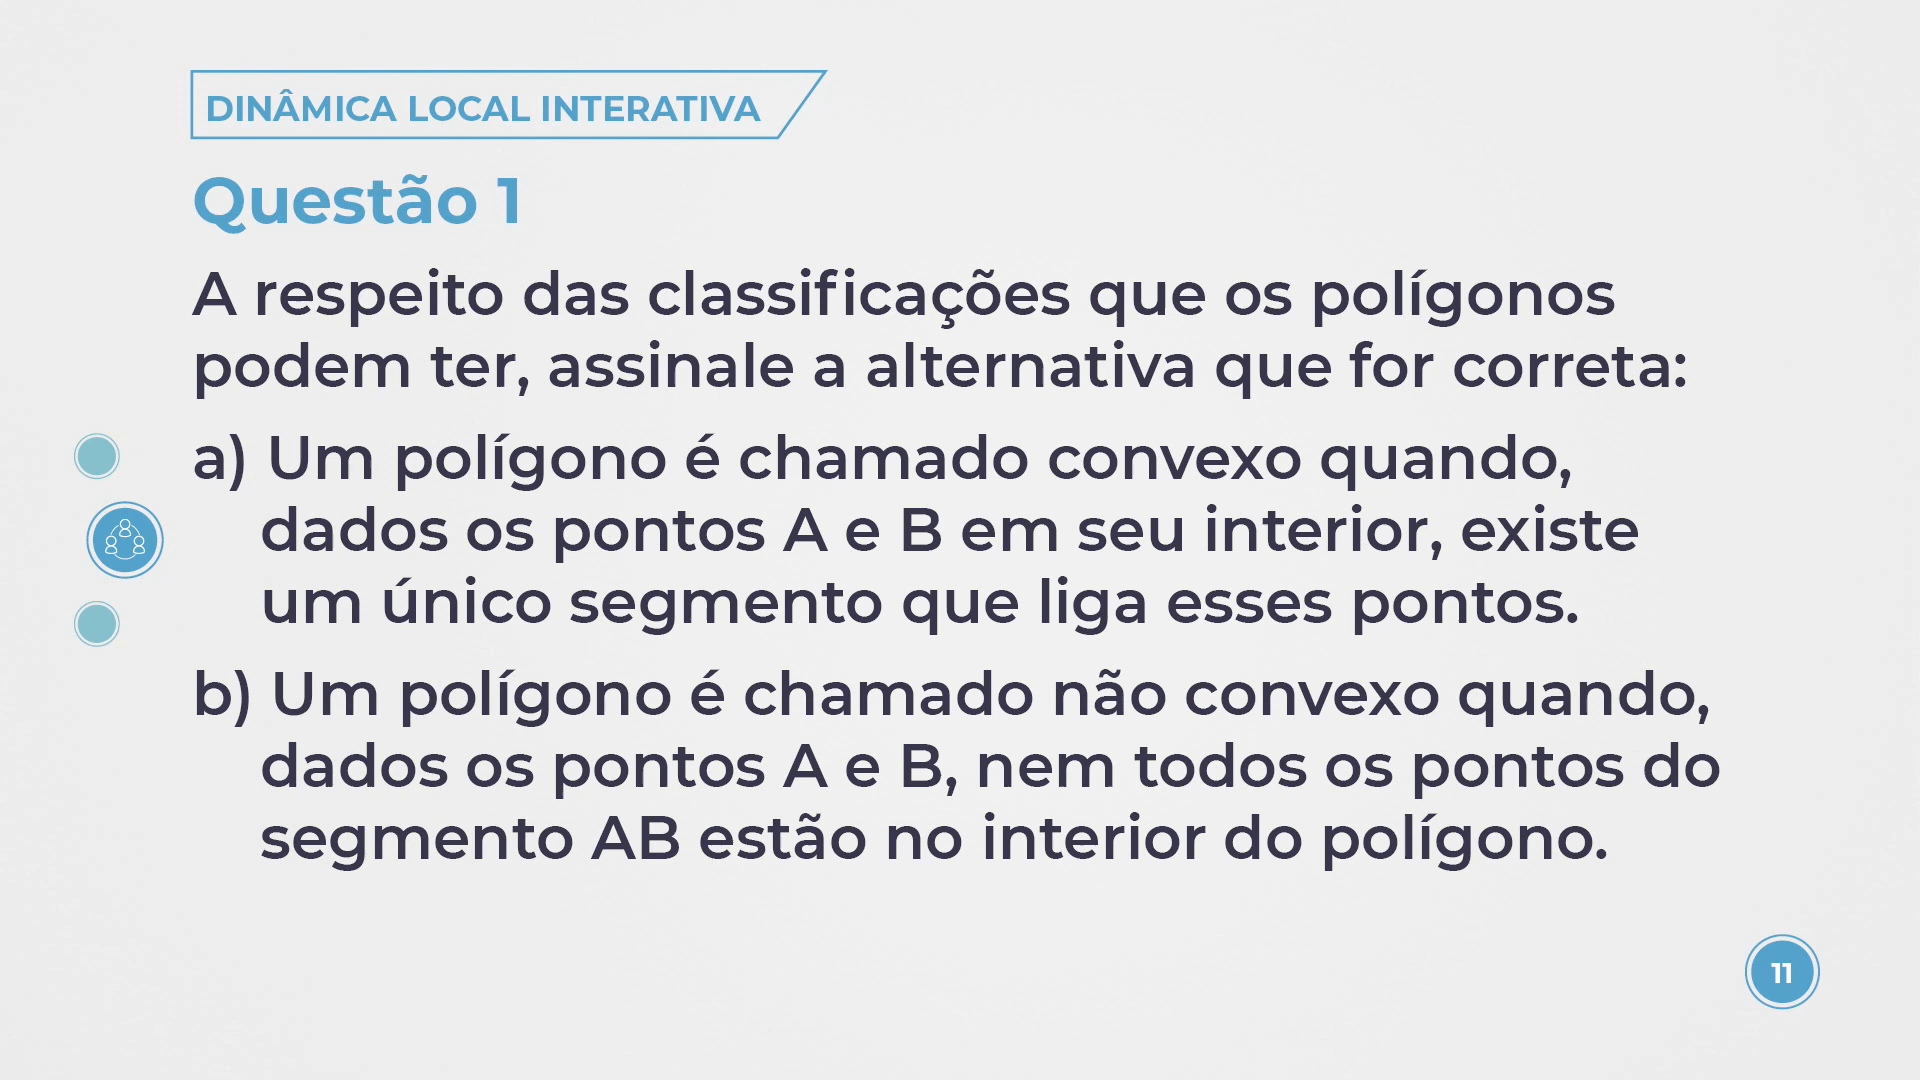 DINÂMICA LOCAL INTERATIVA
Questão 1
A respeito das classificações que os polígonos
podem ter, assinale a alternativa que for correta:
a) Um polígono é chamado convexo quando,
dados os pontos A e B em seu interior, existe
um único segmento que liga esses pontos.
b) Um polígono é chamado não convexo quando,
dados os pontos A e B, nem todos os pontos do
segmento AB estão no interior do polígono.
11